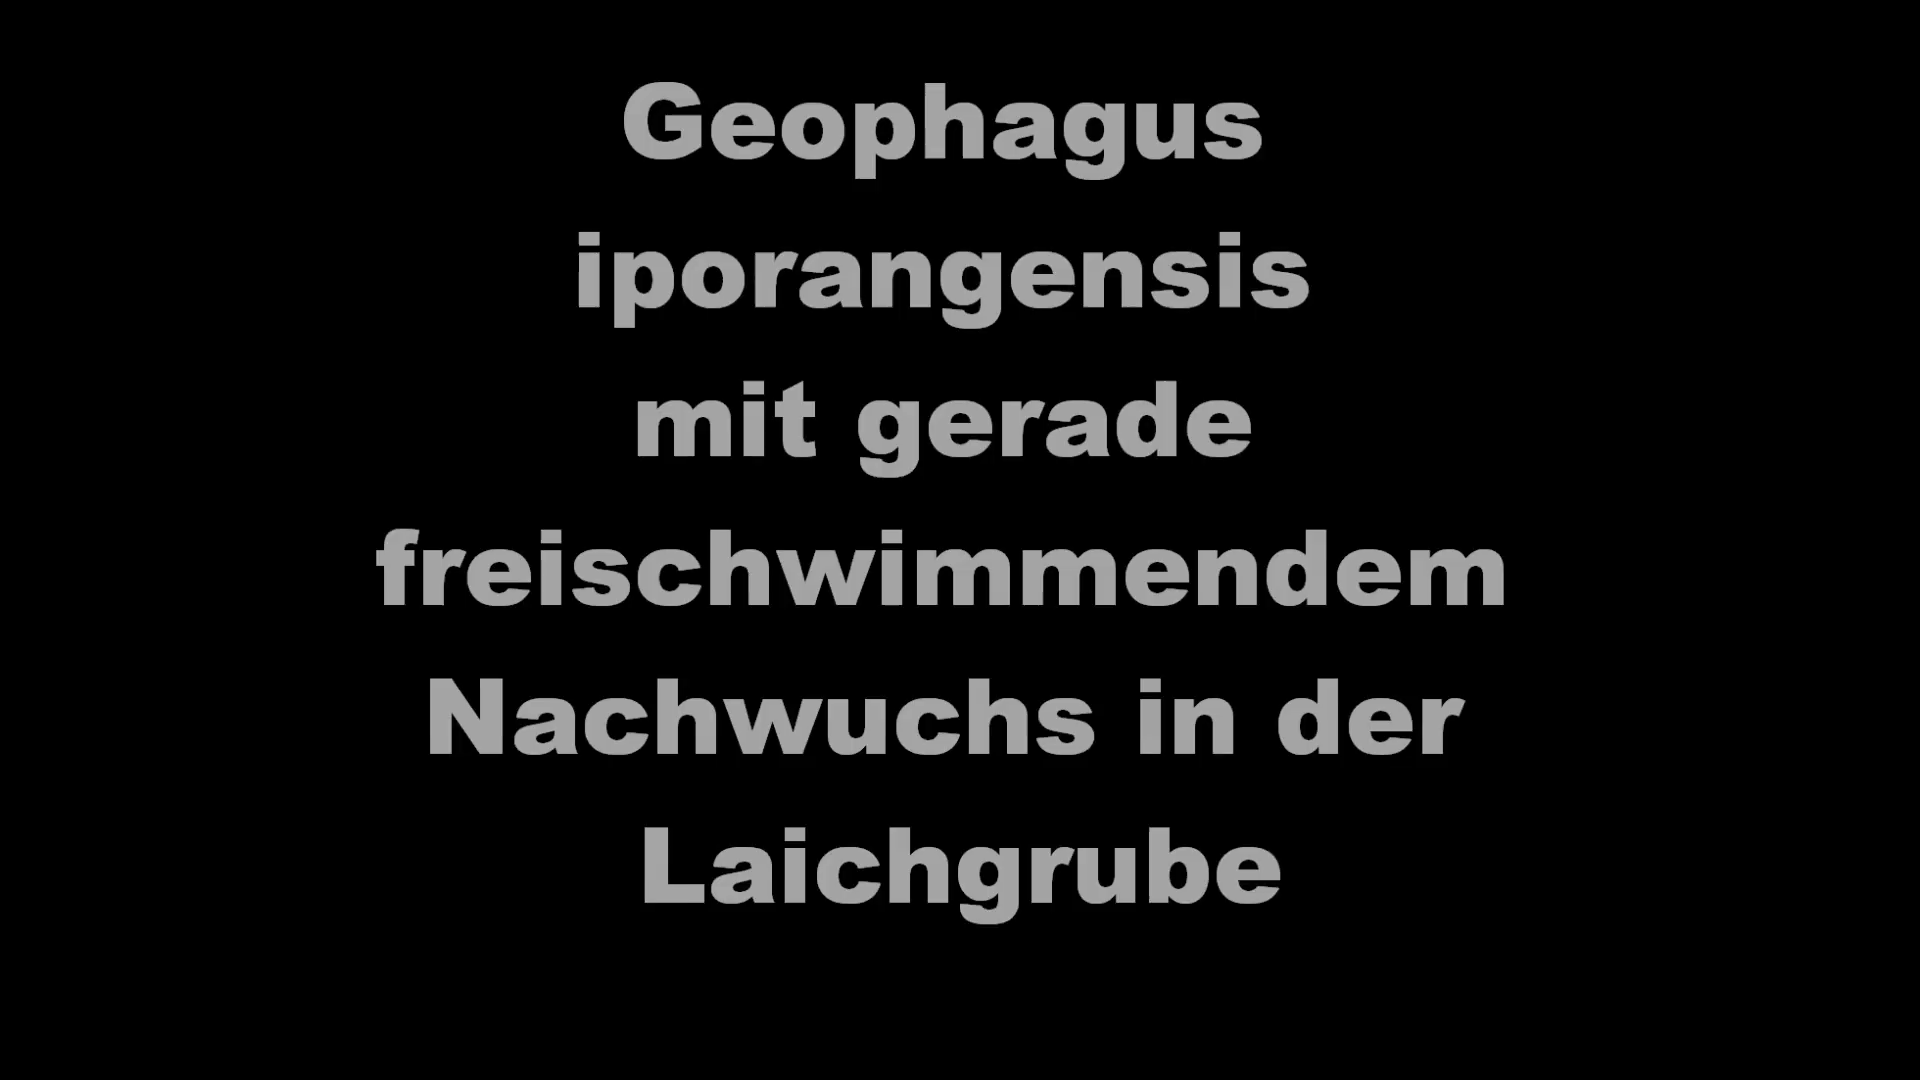 Geophagus
iporangensis
mit gerade
freischwimmendem
Nachwuchs in der
Laichgrube